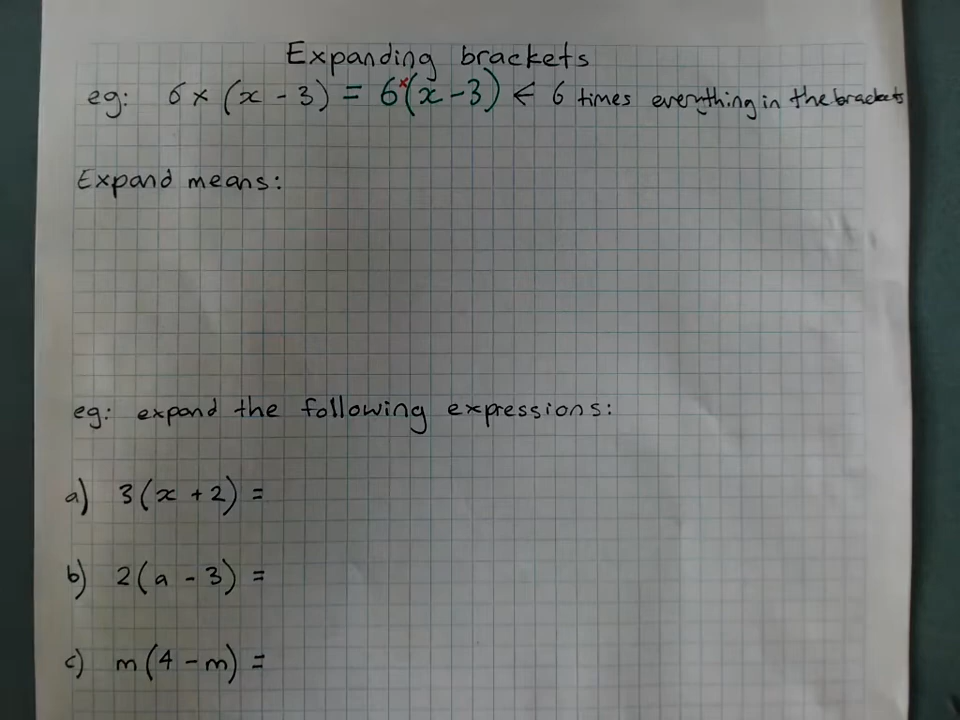 Expanding brackets
eg: 6 × (x - 3) = 6×(x - 3) ← 6 times everything in the brackets
Expand means:
eg: expand the following expressions:
a) 3(x + 2) =
b) 2(a - 3) =
c) m(4 - m) =